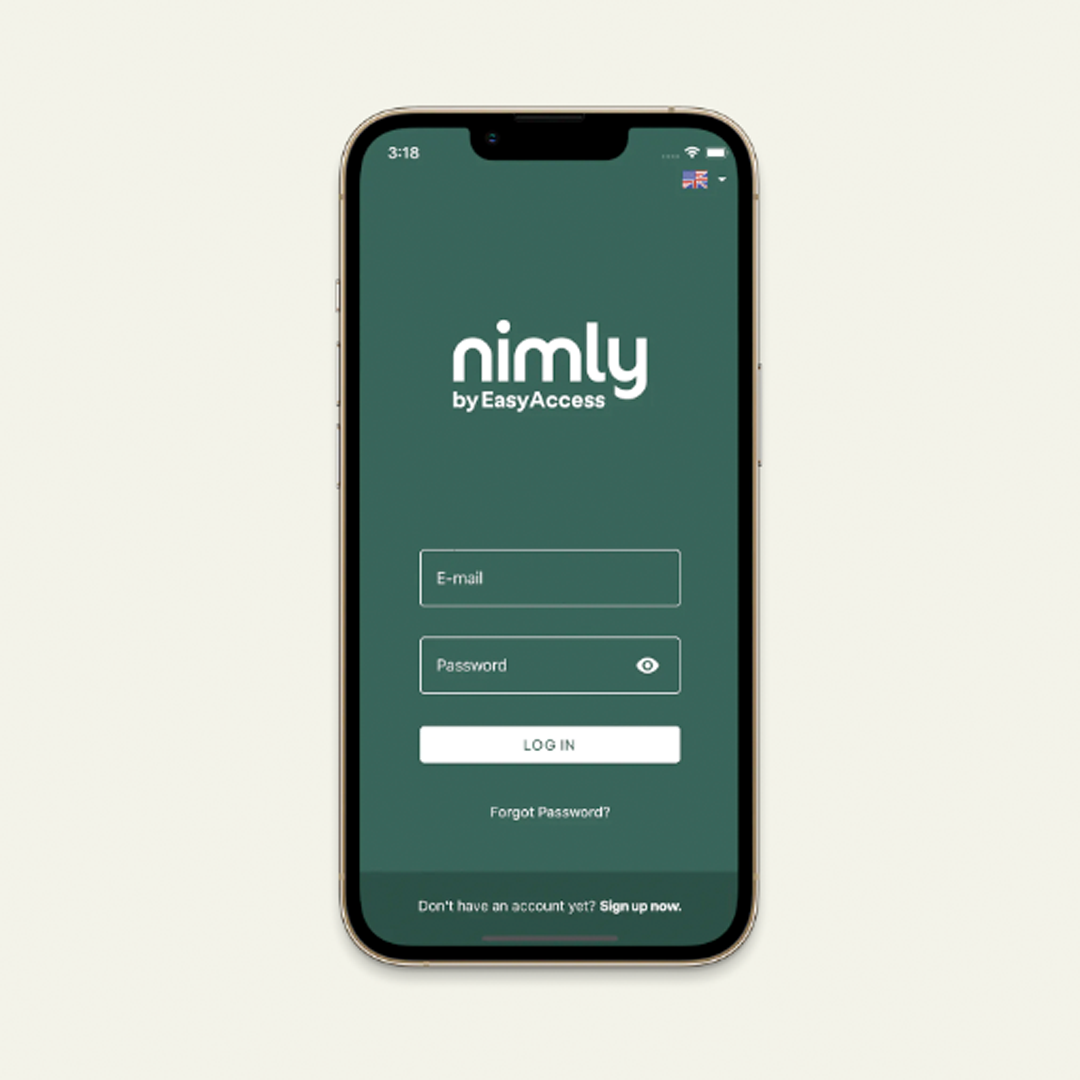 3:18
nimly
by EasyAccess
E-mail
Password
LOG IN
Forgot Password?
Don't have an account yet? Sign up now.